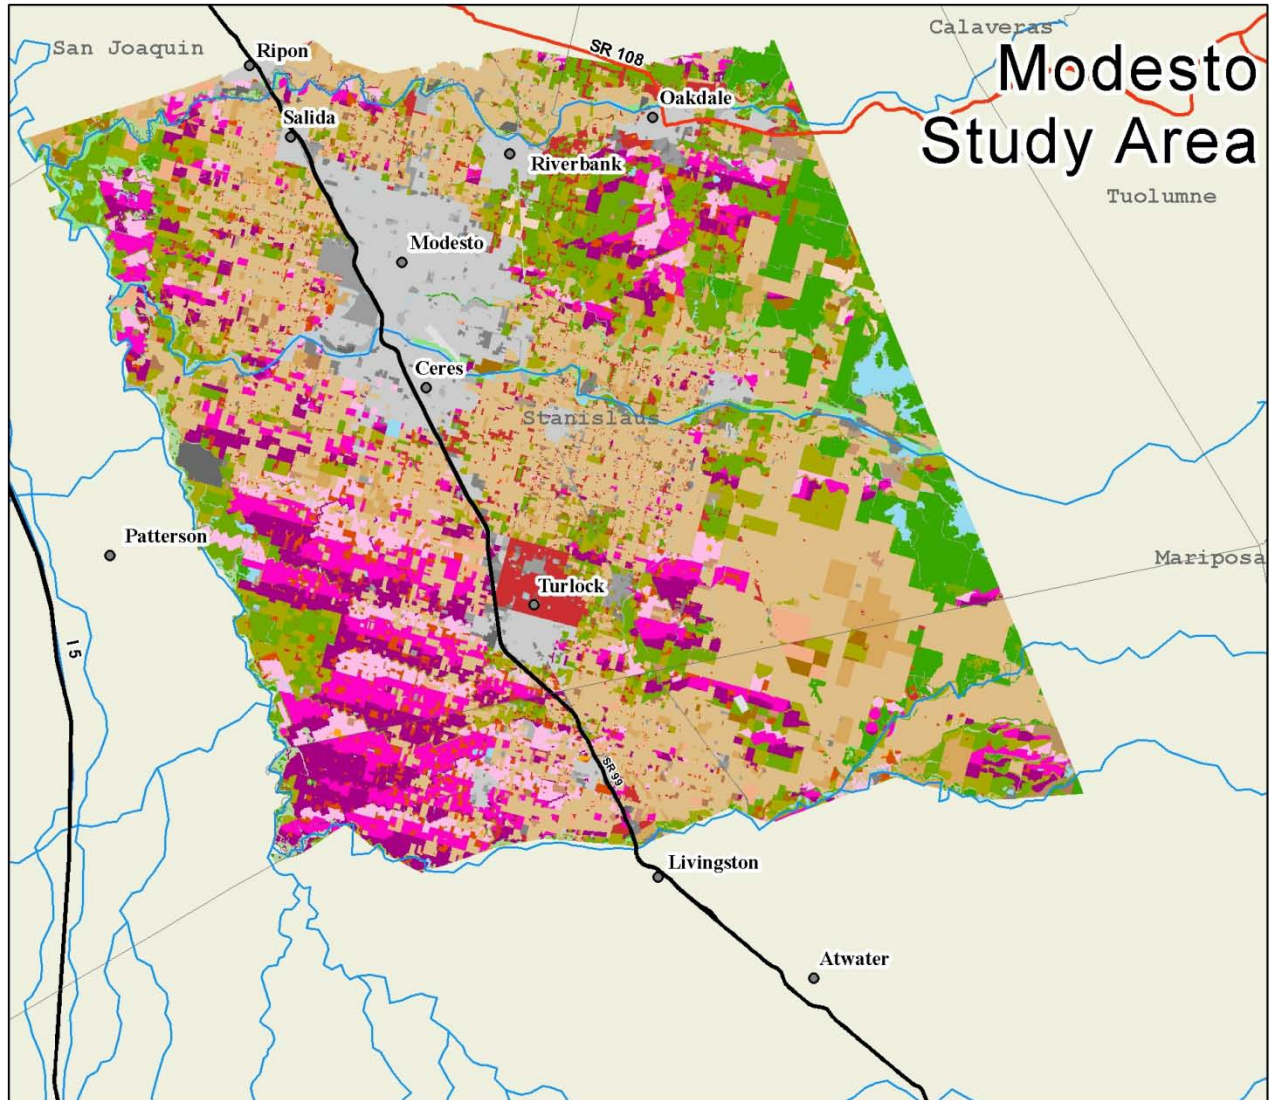 San Joaquin
Ripon
SR 108
Calaveras
Modesto
Study Area
Oakdale
Salida
Riverbank
Tuolumne
Modesto
Ceres
Stanislaus
Patterson
Mariposa
Turlock
I 5
SR 99
Livingston
Atwater